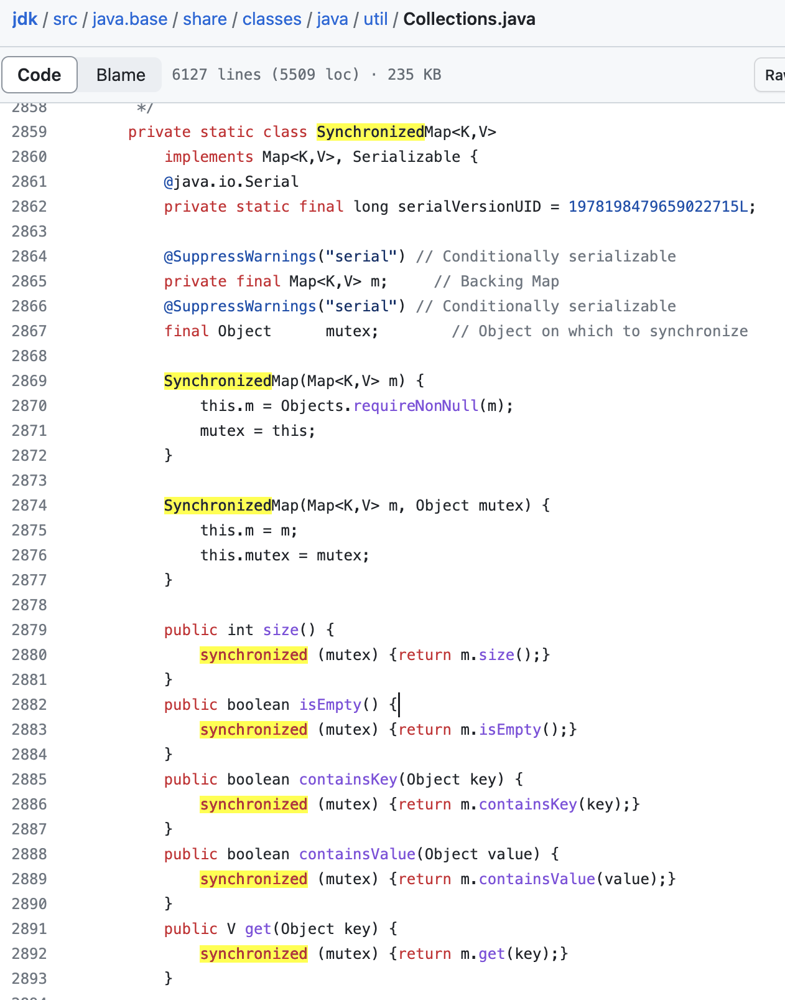 jdk / src / java.base / share / classes / java / util / Collections.java
Code Blame 6127 lines (5509 loc) · 235 KB
2858 */
2859 private static class SynchronizedMap<K,V>
2860 implements Map<K,V>, Serializable {
2861 @java.io.Serial
2862 private static final long serialVersionUID = 1978198479659022715L;
2863
2864 @SuppressWarnings("serial") // Conditionally serializable
2865 private final Map<K,V> m; // Backing Map
2866 @SuppressWarnings("serial") // Conditionally serializable
2867 final Object mutex; // Object on which to synchronize
2868
2869 SynchronizedMap(Map<K,V> m) {
2870 this.m = Objects.requireNonNull(m);
2871 mutex = this;
2872 }
2873
2874 SynchronizedMap(Map<K,V> m, Object mutex) {
2875 this.m = m;
2876 this.mutex = mutex;
2877 }
2878
2879 public int size() {
2880 synchronized (mutex) {return m.size();}
2881 }
2882 public boolean isEmpty() {
2883 synchronized (mutex) {return m.isEmpty();}
2884 }
2885 public boolean containsKey(Object key) {
2886 synchronized (mutex) {return m.containsKey(key);}
2887 }
2888 public boolean containsValue(Object value) {
2889 synchronized (mutex) {return m.containsValue(value);}
2890 }
2891 public V get(Object key) {
2892 synchronized (mutex) {return m.get(key);}
2893 }